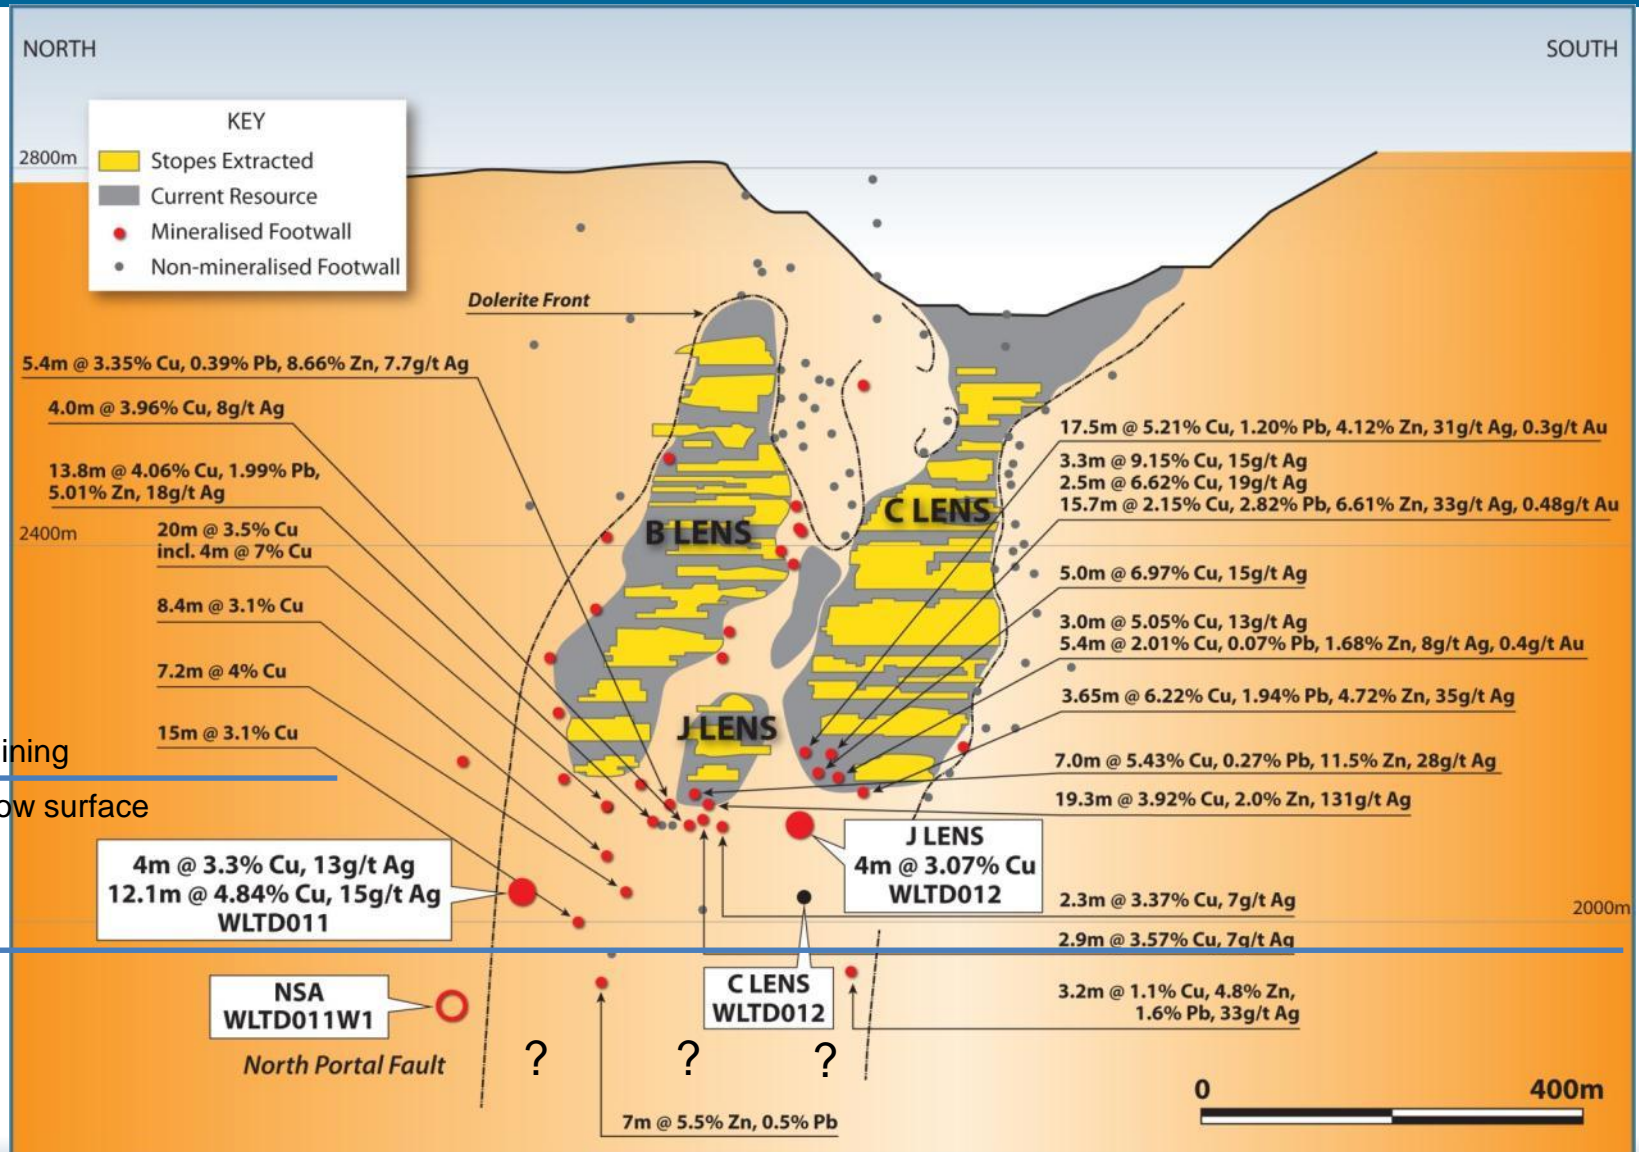 NORTH
SOUTH
KEY
Stopes Extracted
Current Resource
Mineralised Footwall
Non-mineralised Footwall
2800m
Dolerite Front
5.4m @ 3.35% Cu, 0.39% Pb, 8.66% Zn, 7.7g/t Ag
4.0m @ 3.96% Cu, 8g/t Ag
13.8m @ 4.06% Cu, 1.99% Pb,
5.01% Zn, 18g/t Ag
20m @ 3.5% Cu
incl. 4m @ 7% Cu
2400m
8.4m @ 3.1% Cu
7.2m @ 4% Cu
15m @ 3.1% Cu
ining
ow surface
B LENS
C LENS
J LENS
17.5m @ 5.21% Cu, 1.20% Pb, 4.12% Zn, 31g/t Ag, 0.3g/t Au
3.3m @ 9.15% Cu, 15g/t Ag
2.5m @ 6.62% Cu, 19g/t Ag
15.7m @ 2.15% Cu, 2.82% Pb, 6.61% Zn, 33g/t Ag, 0.48g/t Au
5.0m @ 6.97% Cu, 15g/t Ag
3.0m @ 5.05% Cu, 13g/t Ag
5.4m @ 2.01% Cu, 0.07% Pb, 1.68% Zn, 8g/t Ag, 0.4g/t Au
3.65m @ 6.22% Cu, 1.94% Pb, 4.72% Zn, 35g/t Ag
7.0m @ 5.43% Cu, 0.27% Pb, 11.5% Zn, 28g/t Ag
19.3m @ 3.92% Cu, 2.0% Zn, 131g/t Ag
4m @ 3.3% Cu, 13g/t Ag
12.1m @ 4.84% Cu, 15g/t Ag
WLTD011
J LENS
4m @ 3.07% Cu
WLTD012
2.3m @ 3.37% Cu, 7g/t Ag
2000m
2.9m @ 3.57% Cu, 7g/t Ag
NSA
WLTD011W1
C LENS
WLTD012
3.2m @ 1.1% Cu, 4.8% Zn,
1.6% Pb, 33g/t Ag
North Portal Fault
? ? ?
0 400m
7m @ 5.5% Zn, 0.5% Pb